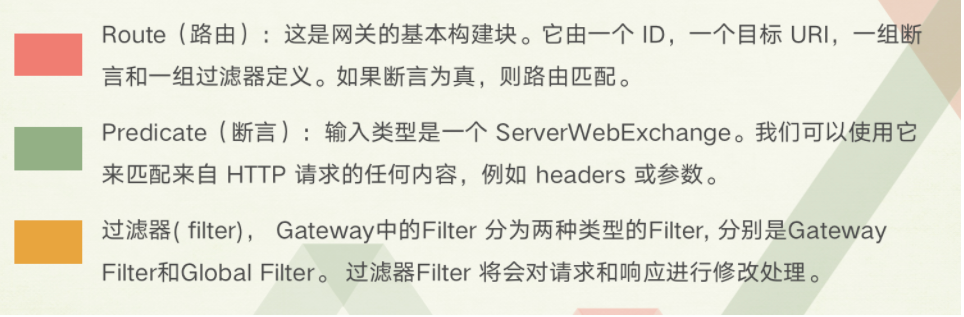 Route（路由）：这是网关的基本构建块。它由一个 ID，一个目标 URI，一组断
言和一组过滤器定义。如果断言为真，则路由匹配。
Predicate（断言）：输入类型是一个 ServerWebExchange。我们可以使用它
来匹配来自 HTTP 请求的任何内容，例如 headers 或参数。
过滤器( filter)， Gateway中的Filter 分为两种类型的Filter, 分别是Gateway
Filter和Global Filter。 过滤器Filter 将会对请求和响应进行修改处理。